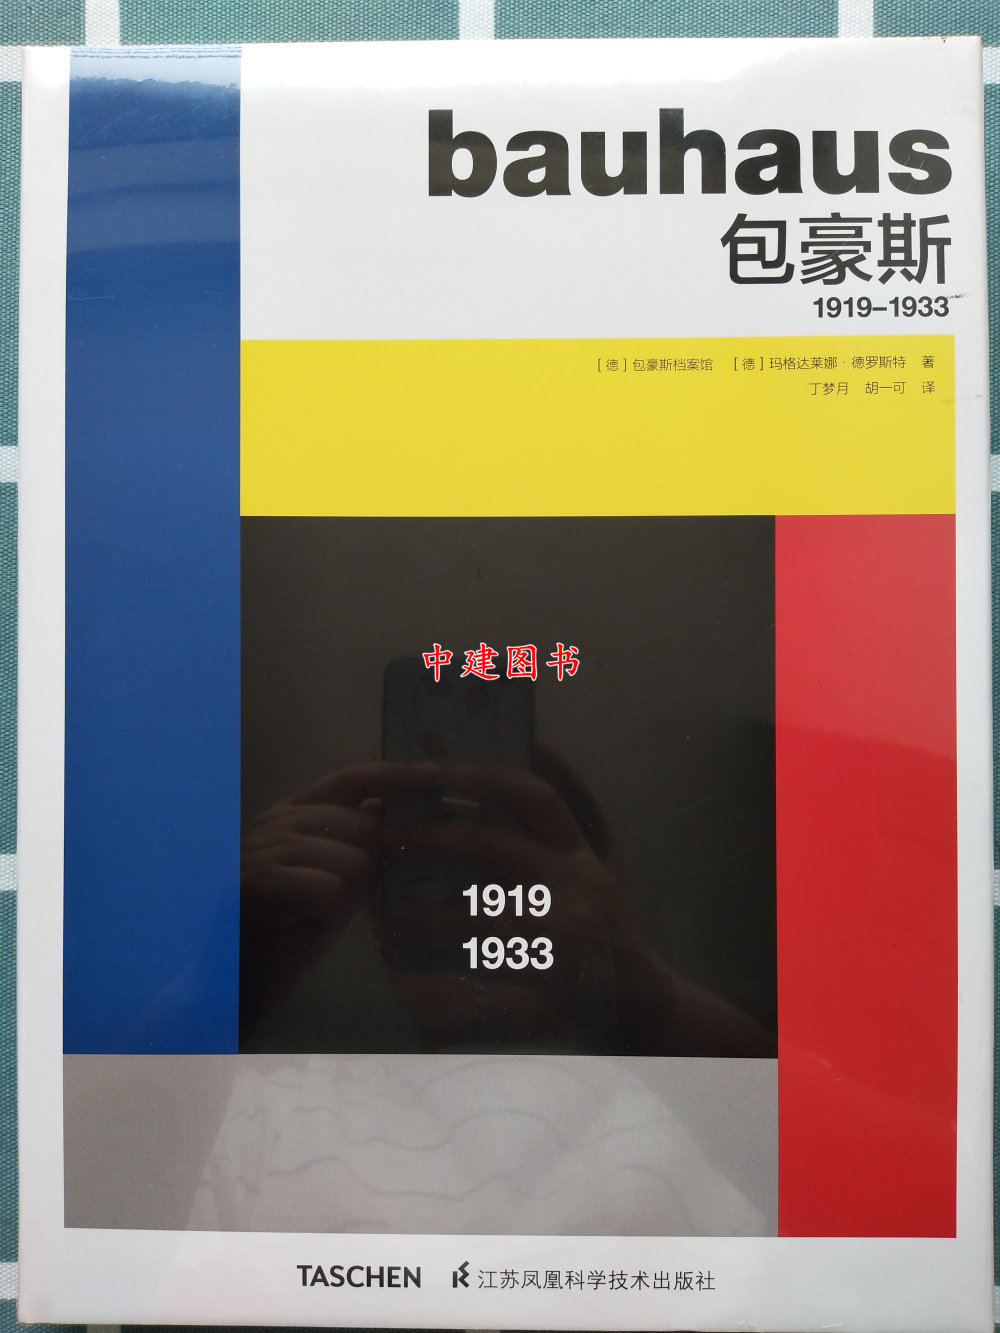 bauhaus
包豪斯
1919–1933
［德］包豪斯档案馆　［德］玛格达莱娜·德罗斯特　著
丁梦月　胡一可　译
中建图书
1919
1933
TASCHEN　江苏凤凰科学技术出版社